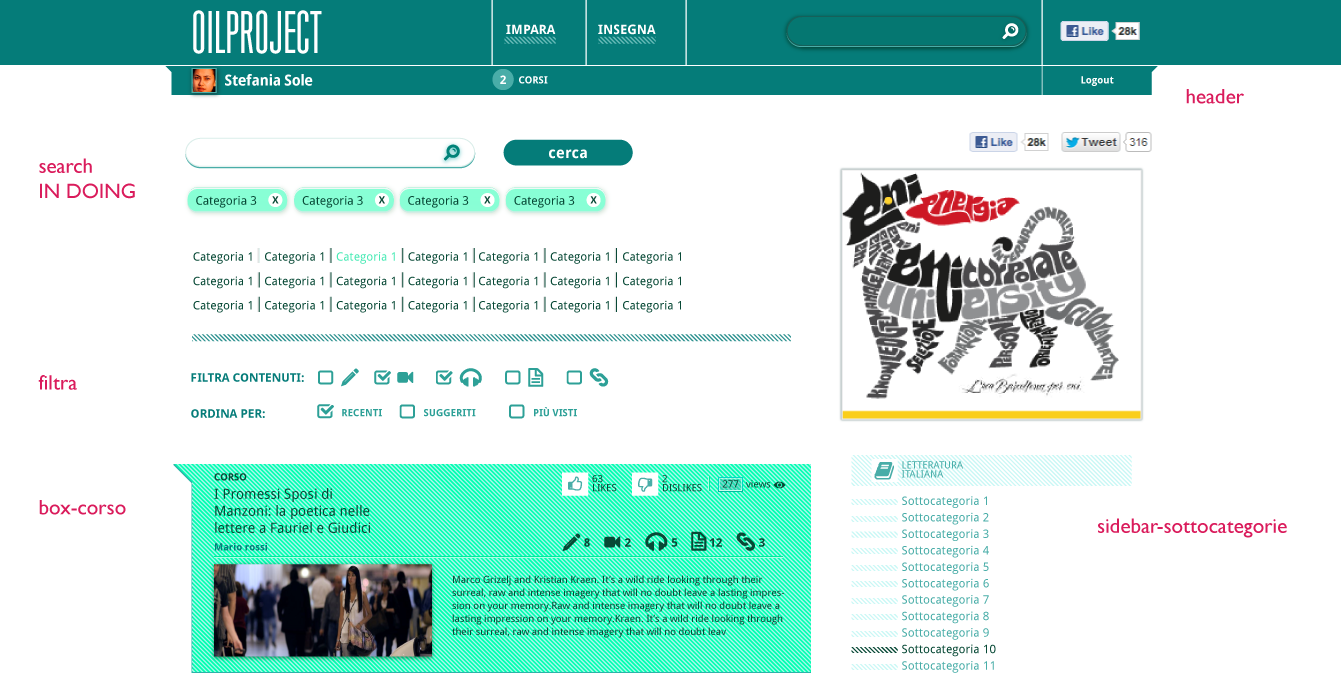 OILPROJECT
IMPARA
INSEGNA
Like
28k
Stefania Sole
2 CORSI
Logout
header
Like
28k
Tweet
316
search
IN DOING
cerca
Categoria 3 X
Categoria 3 X
Categoria 3 X
Categoria 3 X
Categoria 1 | Categoria 1 | Categoria 1 | Categoria 1 | Categoria 1 | Categoria 1 | Categoria 1
Categoria 1 | Categoria 1 | Categoria 1 | Categoria 1 | Categoria 1 | Categoria 1 | Categoria 1
Categoria 1 | Categoria 1 | Categoria 1 | Categoria 1 | Categoria 1 | Categoria 1 | Categoria 1
eni
energia
eni corporate
university
KNOWLEDGE
SELEZIONE
FORMAZIONE
filtra
FILTRA CONTENUTI:
ORDINA PER:
RECENTI
SUGGERITI
PIÙ VISTI
box-corso
CORSO
I Promessi Sposi di
Manzoni: la poetica nelle
lettere a Fauriel e Giudici
Mario rossi
63
LIKES
2
DISLIKES
277 views
8
2
5
12
3
Marco Grizelj and Kristian Kraen. It's a wild ride looking through their
surreal, raw and intense imagery that will no doubt leave a lasting impres-
sion on your memory.Raw and intense imagery that will no doubt leave a
lasting impression on your memory.Kraen. It's a wild ride looking through
their surreal, raw and intense imagery that will no doubt leav
LETTERATURA
ITALIANA
Sottocategoria 1
Sottocategoria 2
Sottocategoria 3
Sottocategoria 4
Sottocategoria 5
Sottocategoria 6
Sottocategoria 7
Sottocategoria 8
Sottocategoria 9
Sottocategoria 10
Sottocategoria 11
sidebar-sottocategorie